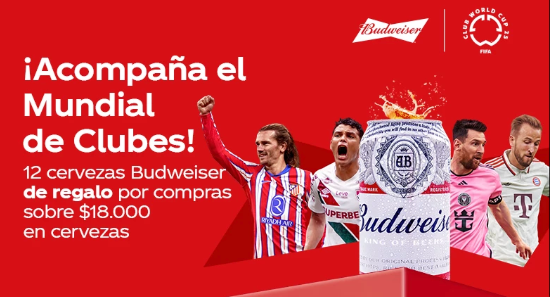 Budweiser
CLUB WORLD CUP 25
FIFA
¡Acompaña el
Mundial
de Clubes!
12 cervezas Budweiser
de regalo por compras
sobre $18.000
en cervezas
RIYADH AIR
SUPERBE
Budweiser
KING OF BEERS
T